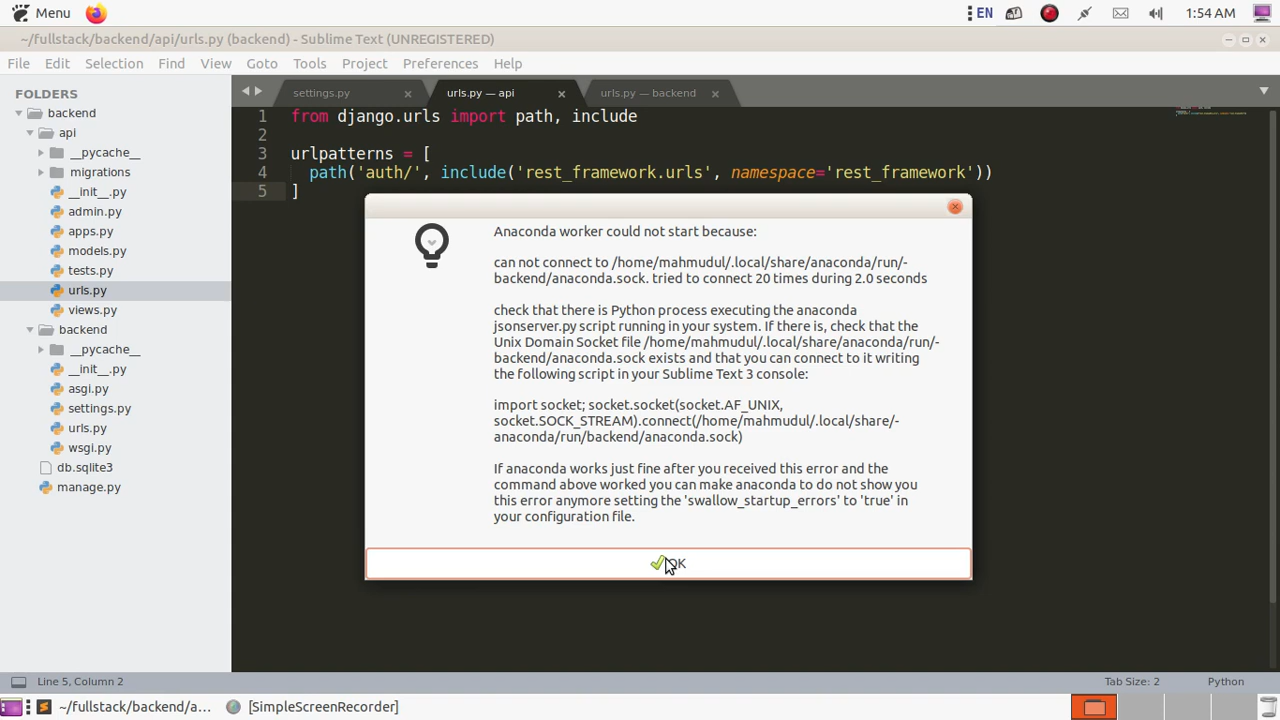 Menu
EN
1:54 AM
~/fullstack/backend/api/urls.py (backend) - Sublime Text (UNREGISTERED)
File Edit Selection Find View Goto Tools Project Preferences Help
FOLDERS
backend
api
__pycache__
migrations
__init__.py
admin.py
apps.py
models.py
tests.py
urls.py
views.py
backend
__pycache__
__init__.py
asgi.py
settings.py
urls.py
wsgi.py
db.sqlite3
manage.py
settings.py
urls.py — api
urls.py — backend
1 from django.urls import path, include
2
3 urlpatterns = [
4 path('auth/', include('rest_framework.urls', namespace='rest_framework'))
5 ]
Anaconda worker could not start because:
can not connect to /home/mahmudul/.local/share/anaconda/run/-
backend/anaconda.sock. tried to connect 20 times during 2.0 seconds
check that there is Python process executing the anaconda
jsonserver.py script running in your system. If there is, check that the
Unix Domain Socket file /home/mahmudul/.local/share/anaconda/run/-
backend/anaconda.sock exists and that you can connect to it writing
the following script in your Sublime Text 3 console:
import socket; socket.socket(socket.AF_UNIX,
socket.SOCK_STREAM).connect(/home/mahmudul/.local/share/-
anaconda/run/backend/anaconda.sock)
If anaconda works just fine after you received this error and the
command above worked you can make anaconda to do not show you
this error anymore setting the 'swallow_startup_errors' to 'true' in
your configuration file.
OK
Line 5, Column 2
Tab Size: 2
Python
~/fullstack/backend/a...
[SimpleScreenRecorder]